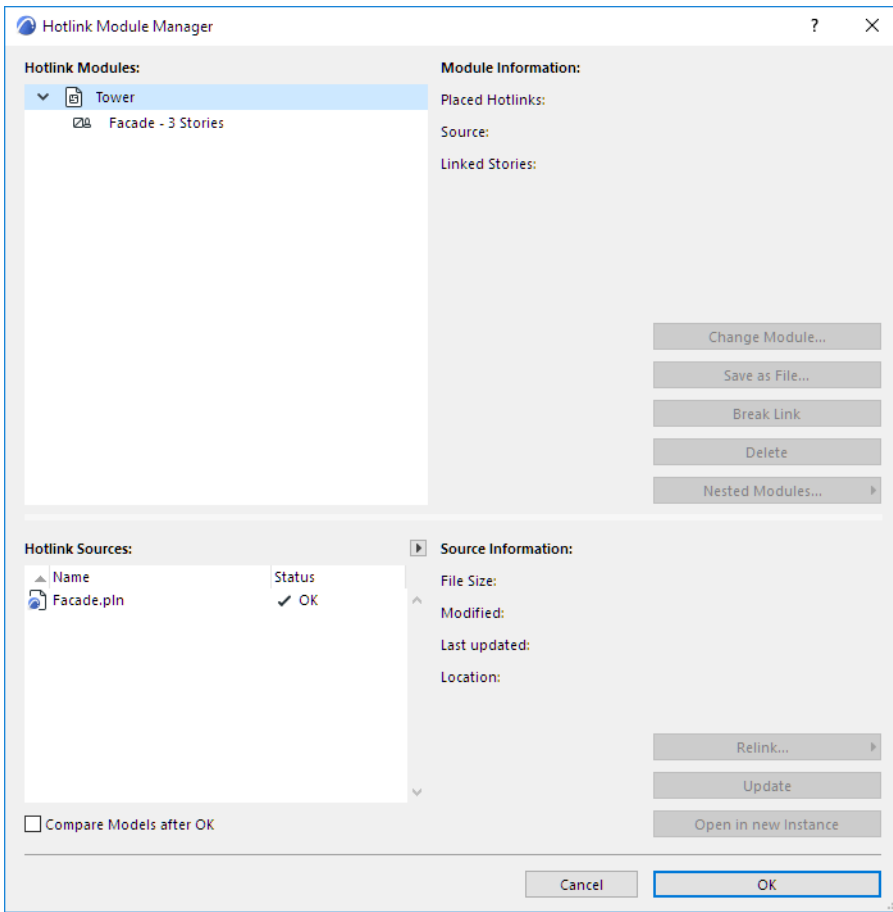 Hotlink Module Manager
?
Hotlink Modules:
Tower
Facade - 3 Stories
Module Information:
Placed Hotlinks:
Source:
Linked Stories:
Change Module...
Save as File...
Break Link
Delete
Nested Modules...
Hotlink Sources:
Name Status
Facade.pln OK
Compare Models after OK
Source Information:
File Size:
Modified:
Last updated:
Location:
Relink...
Update
Open in new Instance
Cancel OK